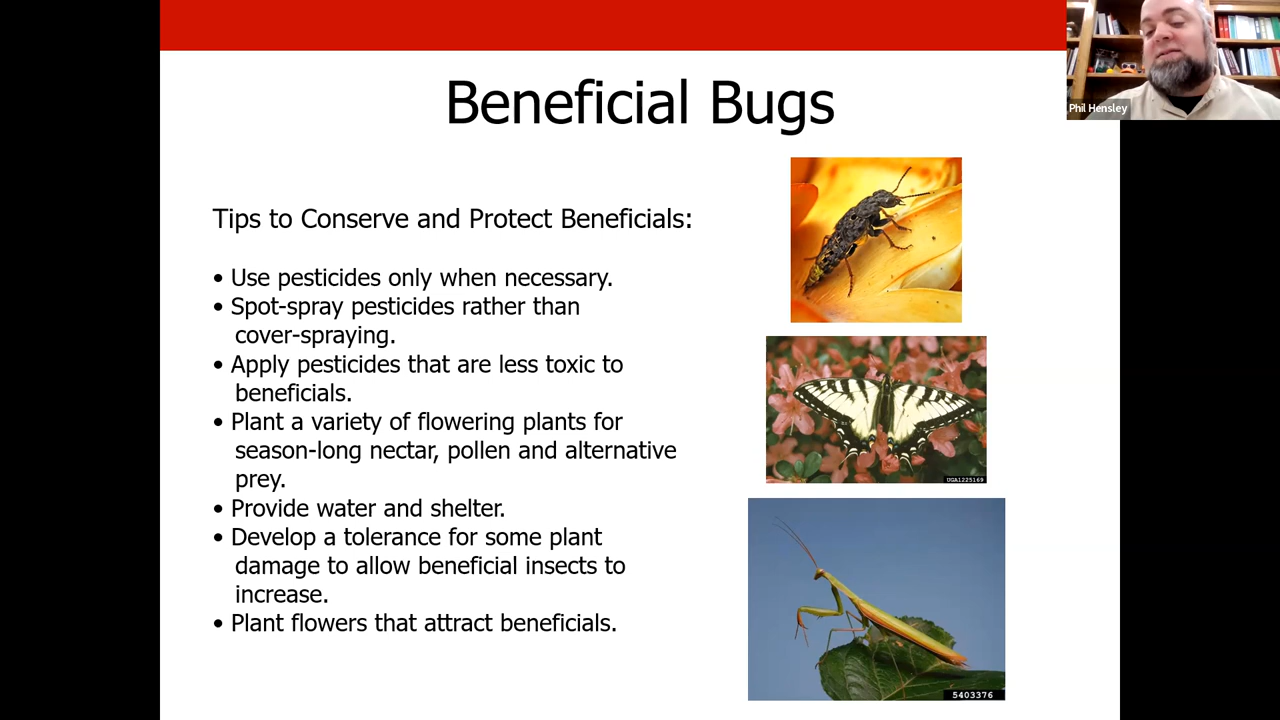 Beneficial Bugs
Phil Hensley
Tips to Conserve and Protect Beneficials:
• Use pesticides only when necessary.
• Spot-spray pesticides rather than
cover-spraying.
• Apply pesticides that are less toxic to
beneficials.
• Plant a variety of flowering plants for
season-long nectar, pollen and alternative
prey.
• Provide water and shelter.
• Develop a tolerance for some plant
damage to allow beneficial insects to
increase.
• Plant flowers that attract beneficials.
UGA1225169
5403376